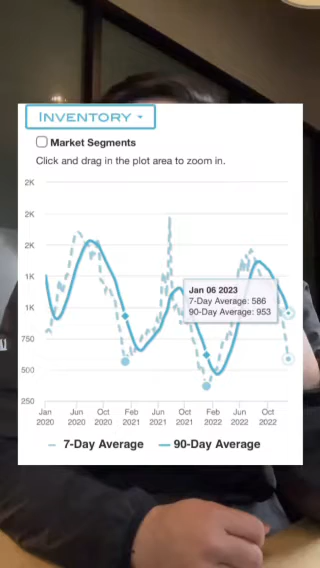 INVENTORY
Market Segments
Click and drag in the plot area to zoom in.
2K
2K
2K
1K
1K
750
500
250
Jan 06 2023
7-Day Average: 586
90-Day Average: 953
Jan 2020
Jun 2020
Oct 2020
Feb 2021
Jun 2021
Oct 2021
Feb 2022
Jun 2022
Oct 2022
7-Day Average
90-Day Average